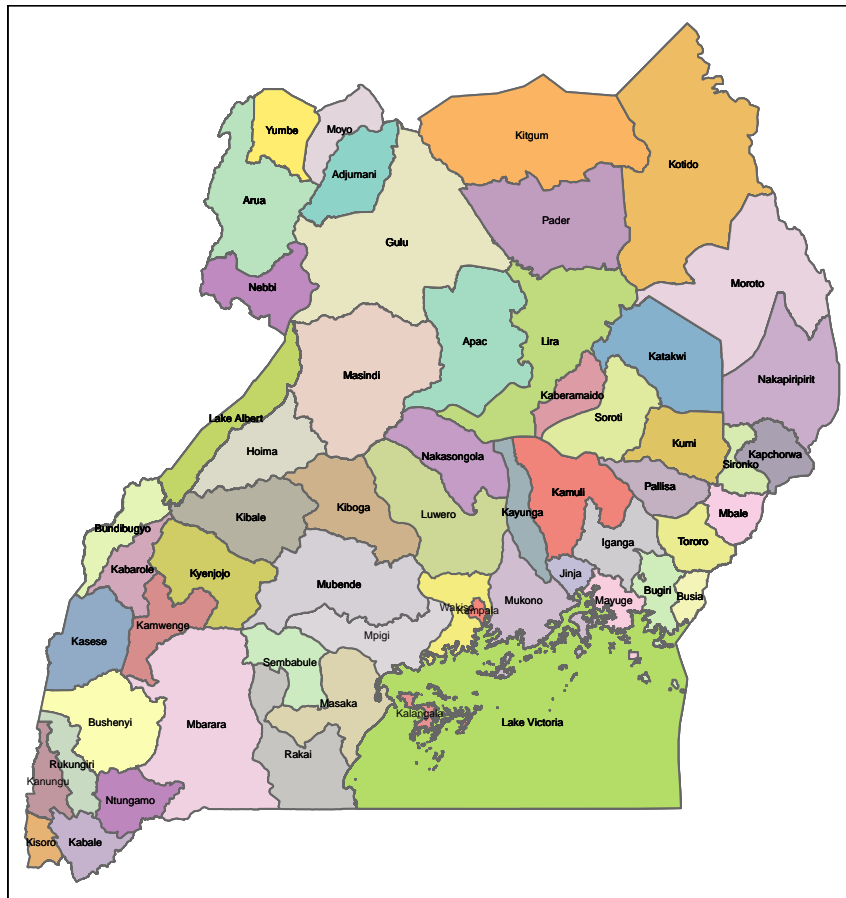 Yumbe
Moyo
Kitgum
Kotido
Adjumani
Arua
Pader
Gulu
Nebbi
Moroto
Apac
Lira
Katakwi
Masindi
Nakapiripirit
Kaberamaido
Lake Albert
Soroti
Kumi
Hoima
Kapchorwa
Nakasongola
Sironko
Kamuli
Pallisa
Kiboga
Kayunga
Luwero
Mbale
Kibale
Bundibugyo
Iganga
Tororo
Kabarole
Kyenjojo
Jinja
Mubende
Bugiri
Busia
Mukono
Mayuge
Wakiso
Kampala
Kamwenge
Mpigi
Kasese
Sembabule
Masaka
Mbarara
Kalangala
Bushenyi
Lake Victoria
Rakai
Rukungiri
Kanungu
Ntungamo
Kisoro
Kabale